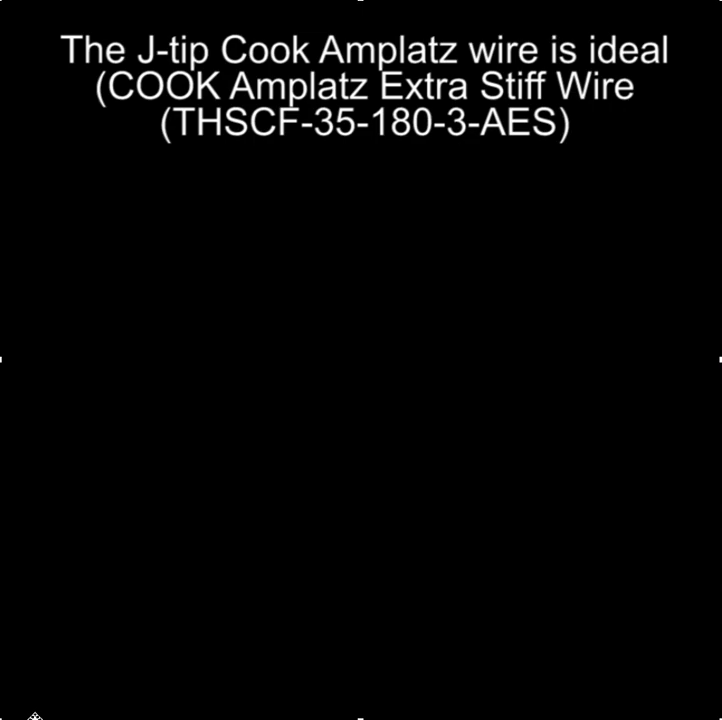 The J-tip Cook Amplatz wire is ideal
(COOK Amplatz Extra Stiff Wire
(THSCF-35-180-3-AES)